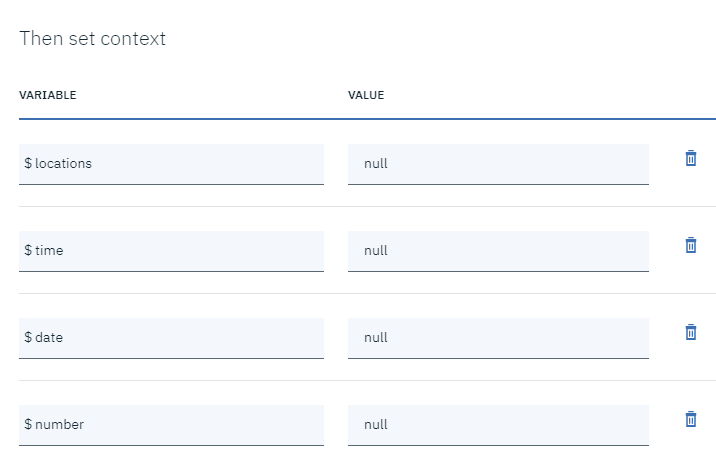 Then set context
VARIABLE VALUE
$ locations null
$ time null
$ date null
$ number null